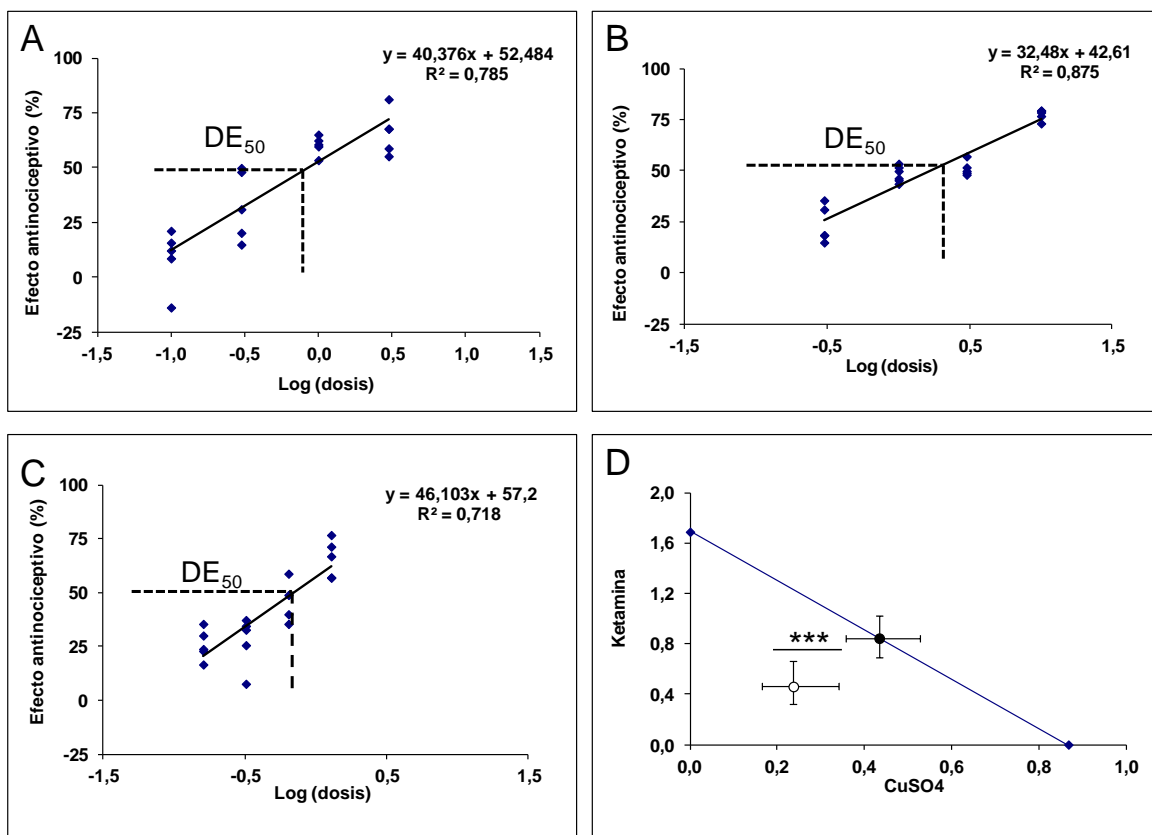 A
y = 40,376x + 52,484
R² = 0,785
100
75
50
25
0
-25
Efecto antinociceptivo (%)
DE50
-1,5 -1,0 -0,5 0,0 0,5 1,0 1,5
Log (dosis)
B
y = 32,48x + 42,61
R² = 0,875
100
75
50
25
0
-25
Efecto antinociceptivo (%)
DE50
-1,5 -0,5 0,5 1,5
Log (dosis)
C
y = 46,103x + 57,2
R² = 0,718
100
75
50
25
0
-25
Efecto antinociceptivo (%)
DE50
-1,5 -0,5 0,5 1,5
Log (dosis)
D
2,0
1,6
1,2
0,8
0,4
0,0
Ketamina
***
0,0 0,2 0,4 0,6 0,8 1,0
CuSO4